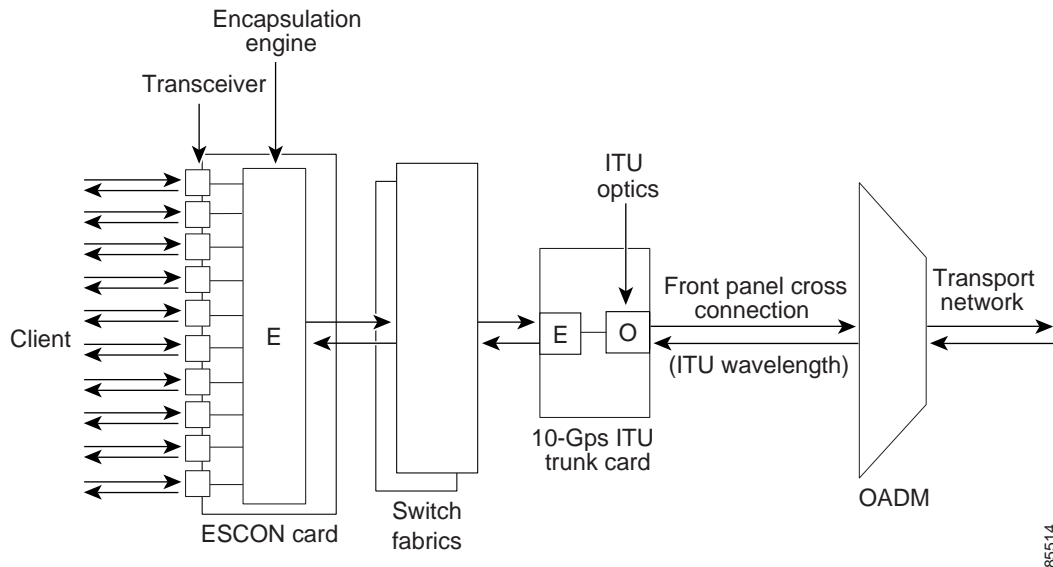 Encapsulation
engine
Transceiver
ITU
optics
Front panel cross
connection
Transport
network
Client
E
E
O
(ITU wavelength)
10-Gps ITU
trunk card
OADM
Switch
fabrics
ESCON card
85514